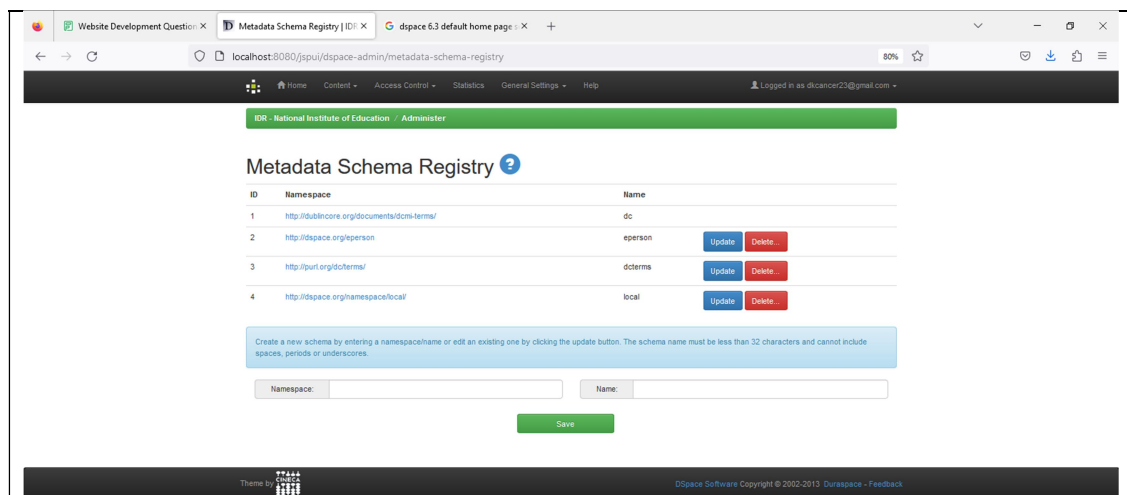 Website Development Question
Metadata Schema Registry | IDR
dspace 6.3 default home page s
localhost:8080/jspui/dspace-admin/metadata-schema-registry
80%
Home Content Access Control Statistics General Settings Help Logged in as dkcancer23@gmail.com
IDR - National Institute of Education / Administer
Metadata Schema Registry ?
ID Namespace Name
1 http://dublincore.org/documents/dcmi-terms/ dc
2 http://dspace.org/eperson eperson Update Delete...
3 http://purl.org/dc/terms/ dcterms Update Delete...
4 http://dspace.org/namespace/local/ local Update Delete...
Create a new schema by entering a namespace/name or edit an existing one by clicking the update button. The schema name must be less than 32 characters and cannot include
spaces, periods or underscores.
Namespace: Name:
Save
Theme by CINECA DSpace Software Copyright © 2002-2013 Duraspace - Feedback